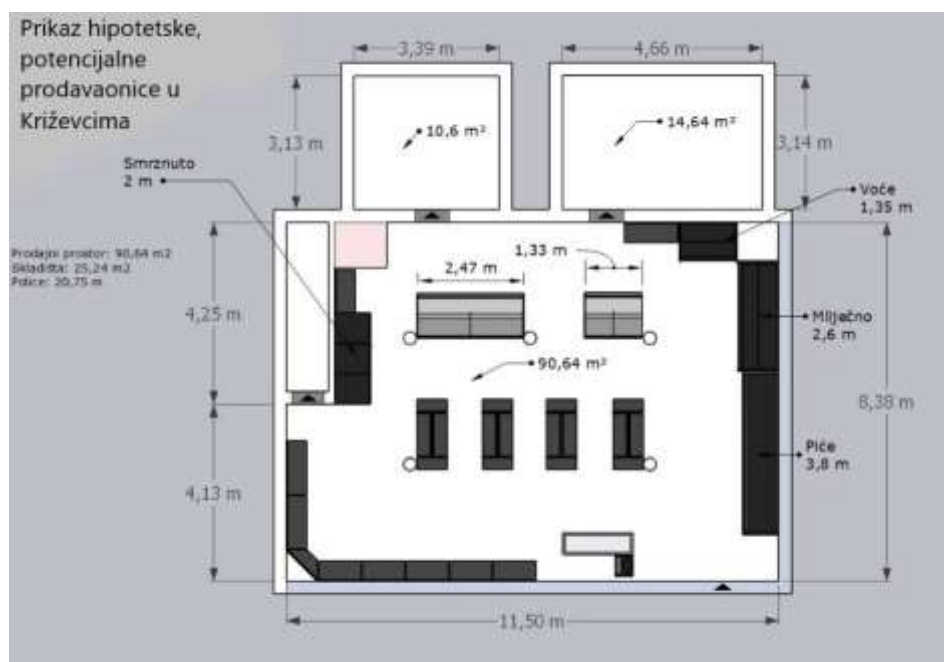 Prikaz hipotetske,
potencijalne
prodavaonice u
Križevcima
3,39 m
4,66 m
3,13 m
10,6 m²
14,64 m²
3,14 m
Smrznuto
2 m
Voće
1,35 m
Prodajni prostor: 90,64 m2
Skladišta: 25,24 m2
Police: 20,75 m
1,33 m
2,47 m
4,25 m
Mliječno
2,6 m
90,64 m²
8,38 m
Piće
3,8 m
4,13 m
11,50 m